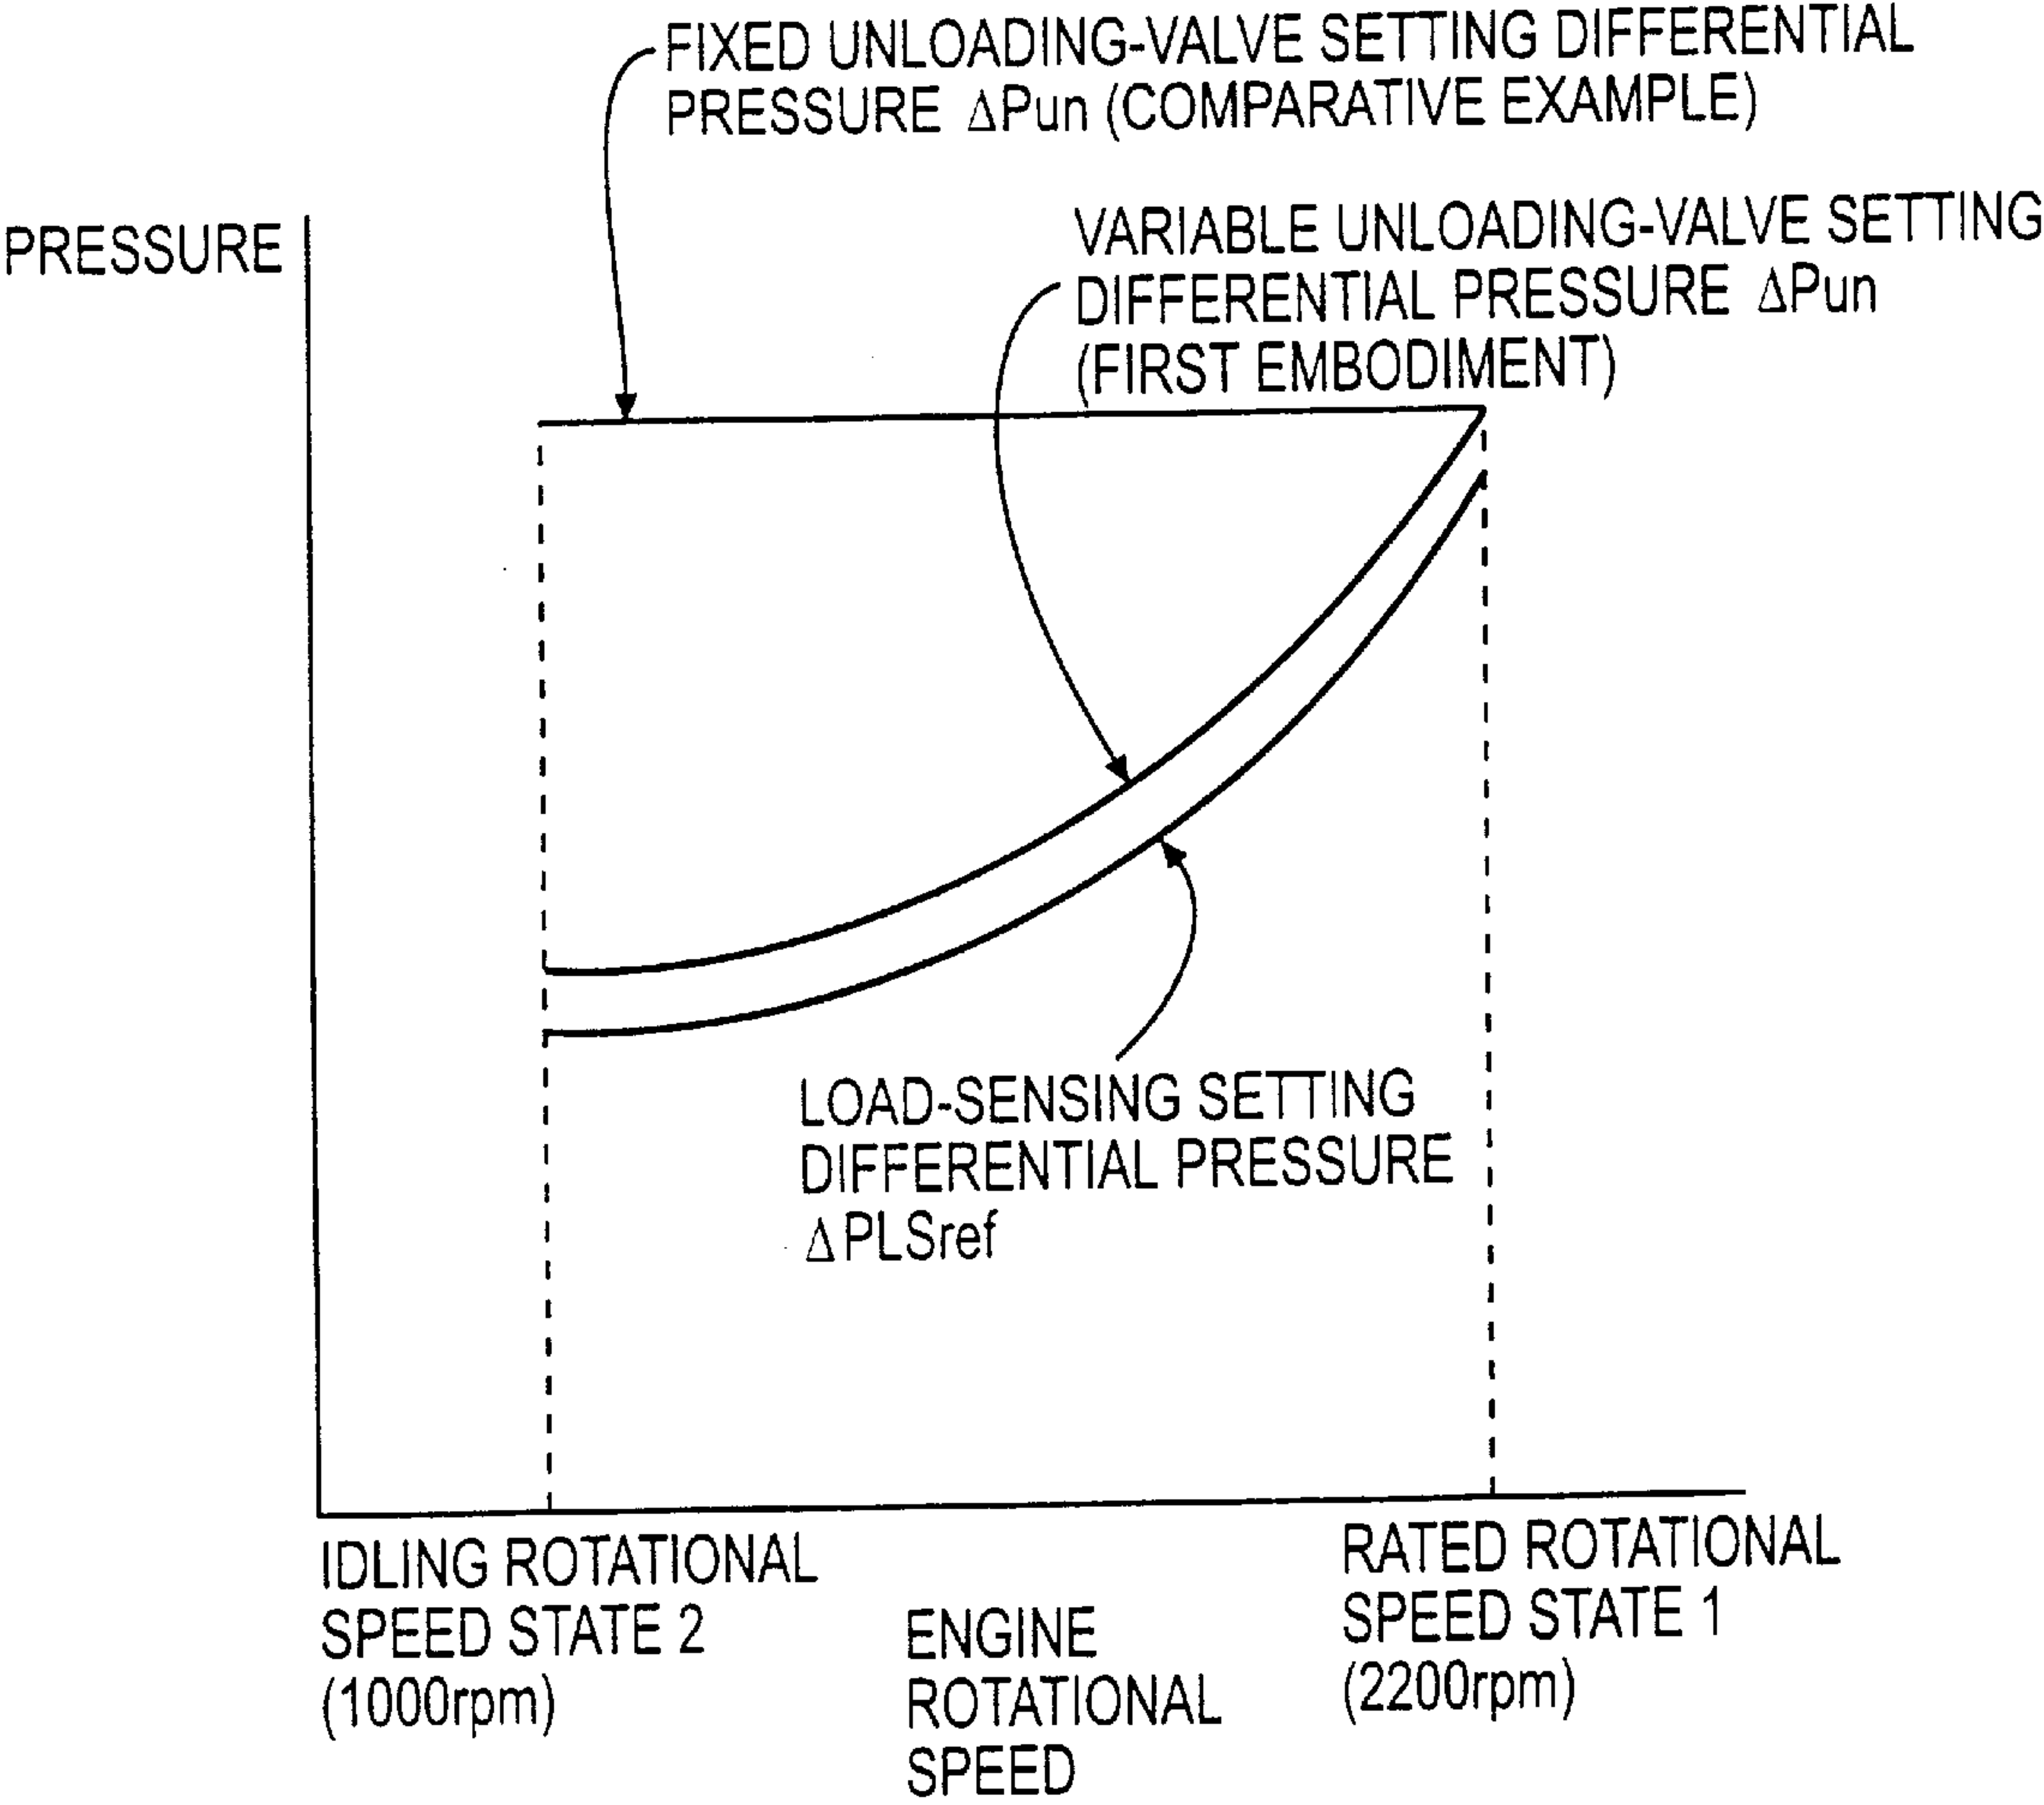 FIXED UNLOADING-VALVE SETTING DIFFERENTIAL
PRESSURE ΔPun (COMPARATIVE EXAMPLE)
VARIABLE UNLOADING-VALVE SETTING
DIFFERENTIAL PRESSURE ΔPun
(FIRST EMBODIMENT)
PRESSURE
LOAD-SENSING SETTING
DIFFERENTIAL PRESSURE
ΔPLSref
IDLING ROTATIONAL
SPEED STATE 2
(1000rpm)
ENGINE
ROTATIONAL
SPEED
RATED ROTATIONAL
SPEED STATE 1
(2200rpm)